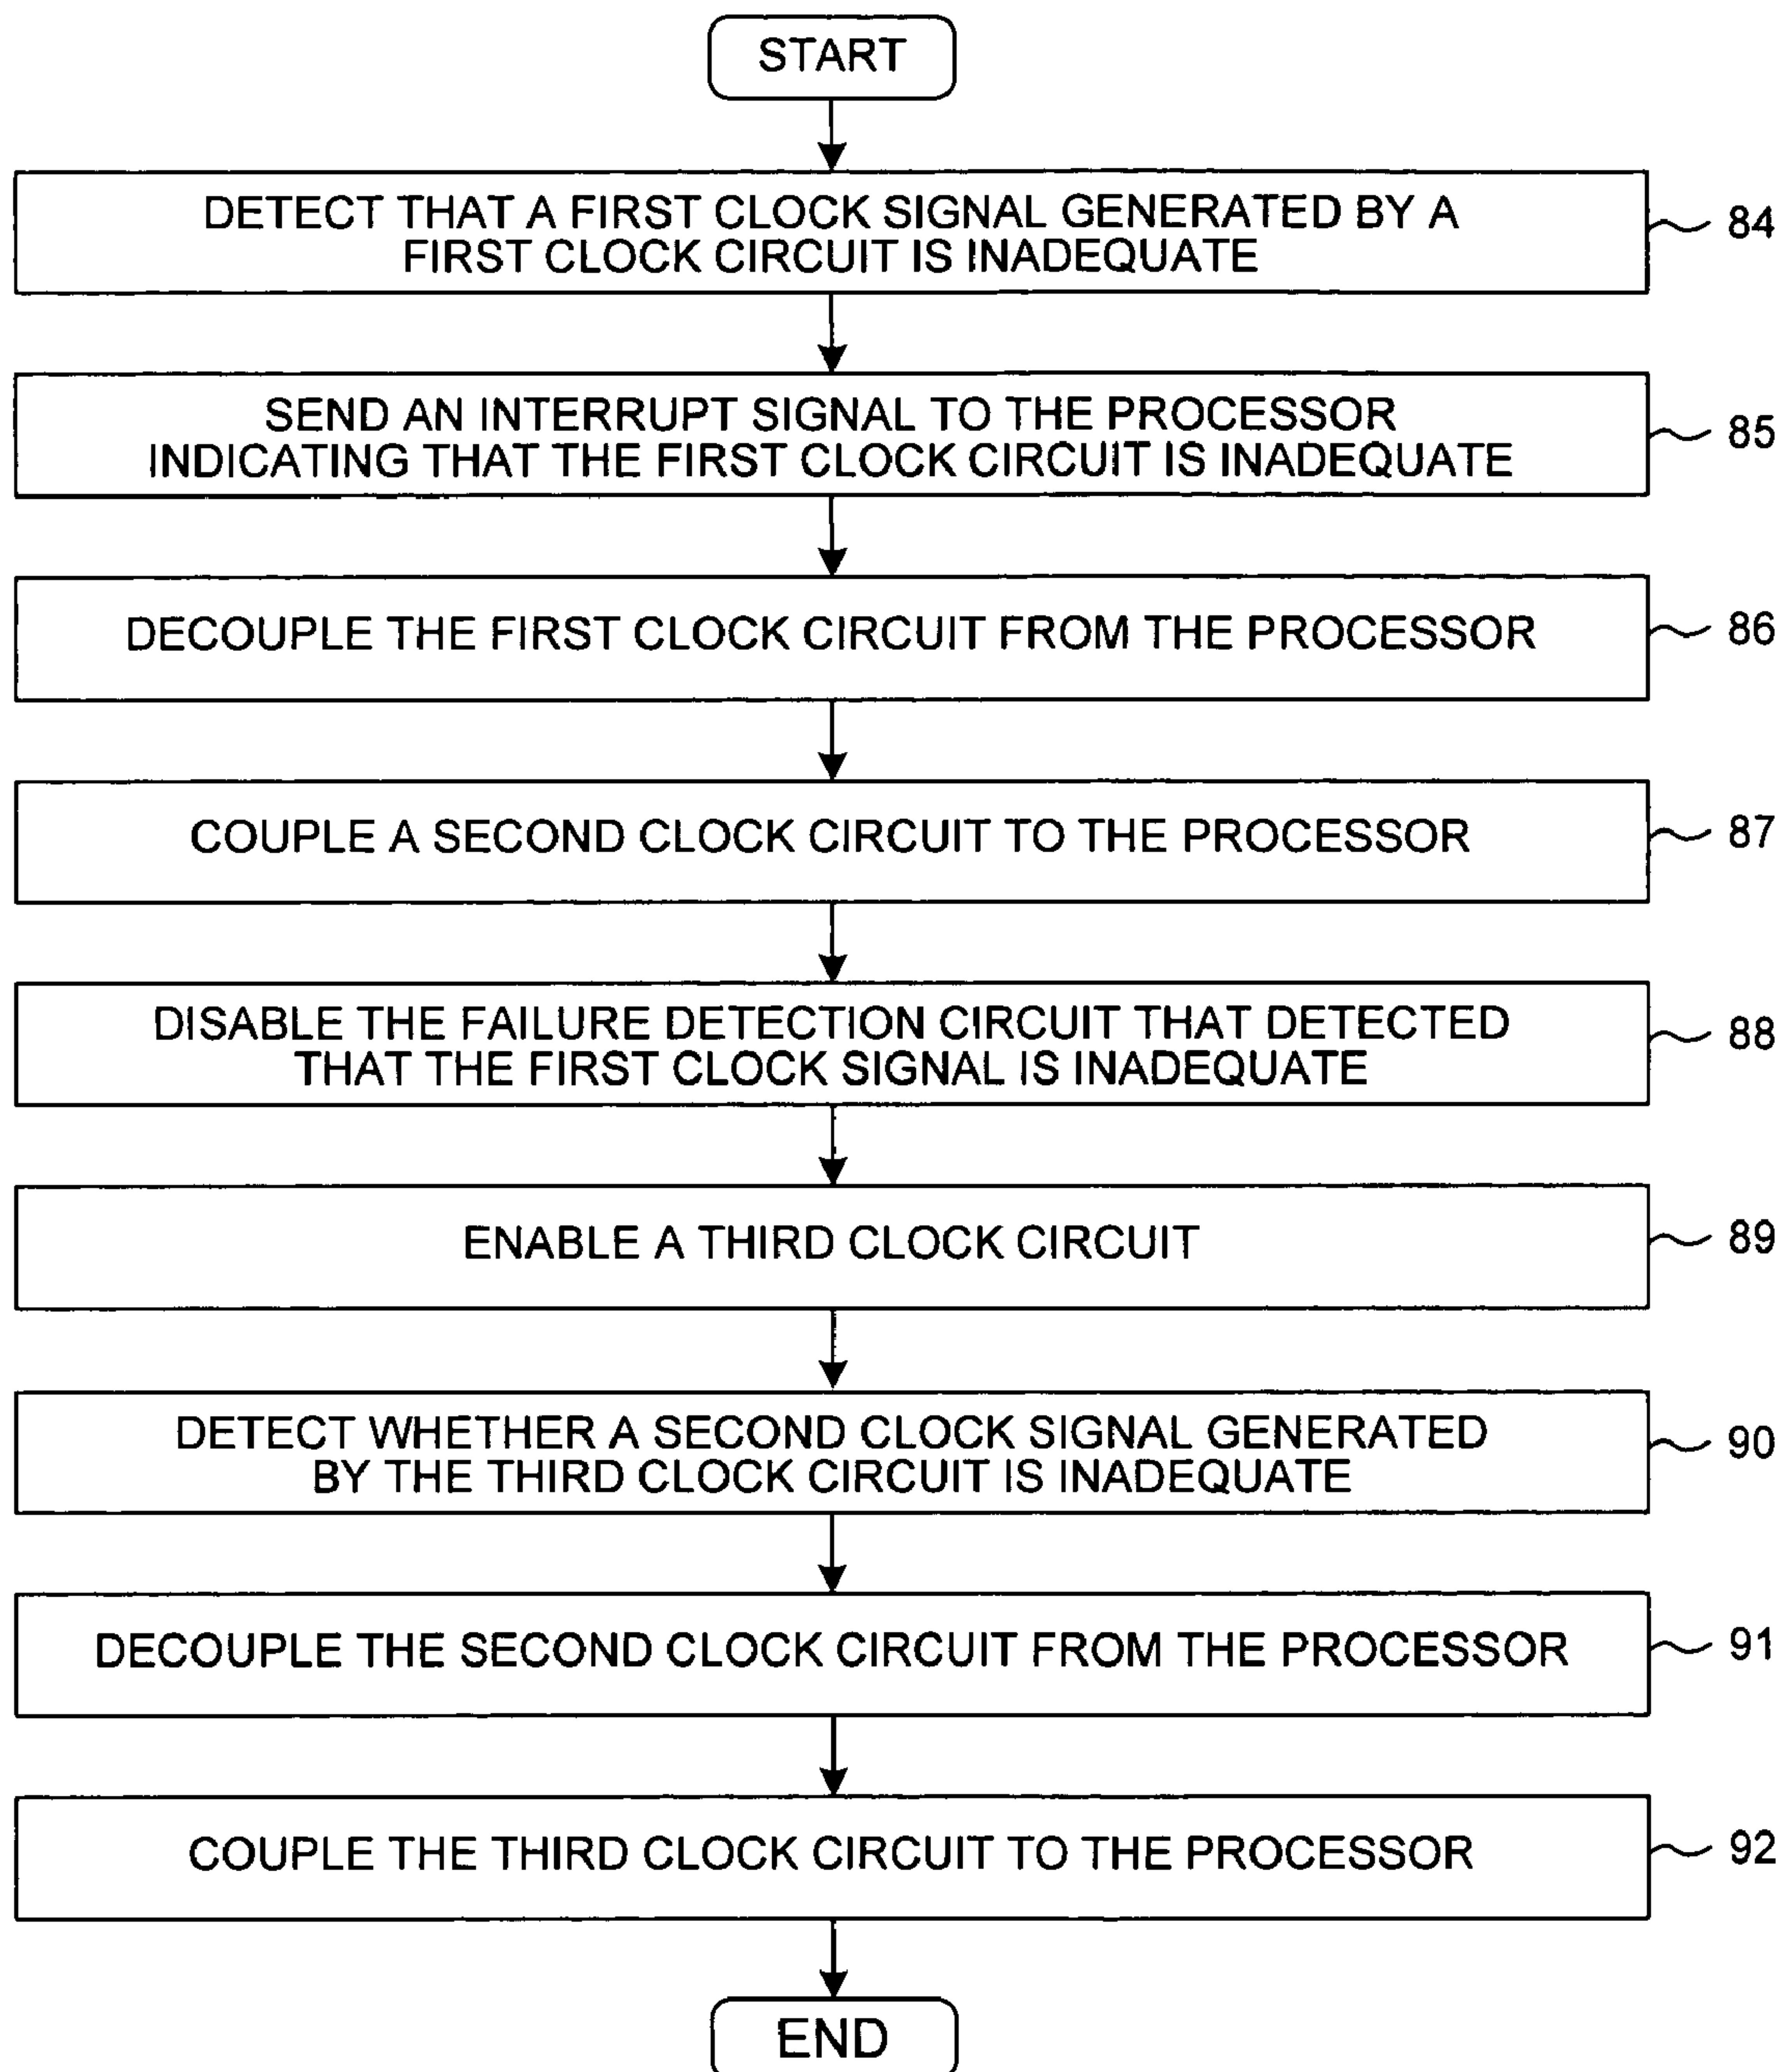 START
DETECT THAT A FIRST CLOCK SIGNAL GENERATED BY A
FIRST CLOCK CIRCUIT IS INADEQUATE
84
SEND AN INTERRUPT SIGNAL TO THE PROCESSOR
INDICATING THAT THE FIRST CLOCK CIRCUIT IS INADEQUATE
85
DECOUPLE THE FIRST CLOCK CIRCUIT FROM THE PROCESSOR
86
COUPLE A SECOND CLOCK CIRCUIT TO THE PROCESSOR
87
DISABLE THE FAILURE DETECTION CIRCUIT THAT DETECTED
THAT THE FIRST CLOCK SIGNAL IS INADEQUATE
88
ENABLE A THIRD CLOCK CIRCUIT
89
DETECT WHETHER A SECOND CLOCK SIGNAL GENERATED
BY THE THIRD CLOCK CIRCUIT IS INADEQUATE
90
DECOUPLE THE SECOND CLOCK CIRCUIT FROM THE PROCESSOR
91
COUPLE THE THIRD CLOCK CIRCUIT TO THE PROCESSOR
92
END